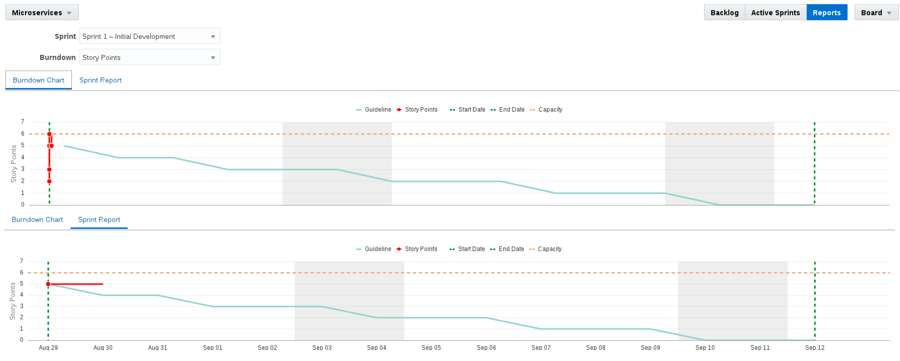 Microservices Backlog Active Sprints Reports Board
Sprint Sprint 1 – Initial Development
Burndown Story Points
Burndown Chart Sprint Report
Guideline Story Points Start Date End Date Capacity
7
6
5
4
3
2
1
0
Story Points
Burndown Chart Sprint Report
Guideline Story Points Start Date End Date Capacity
7
6
5
4
3
2
1
0
Story Points
Aug 29 Aug 30 Aug 31 Sep 01 Sep 02 Sep 03 Sep 04 Sep 05 Sep 06 Sep 07 Sep 08 Sep 09 Sep 10 Sep 11 Sep 12